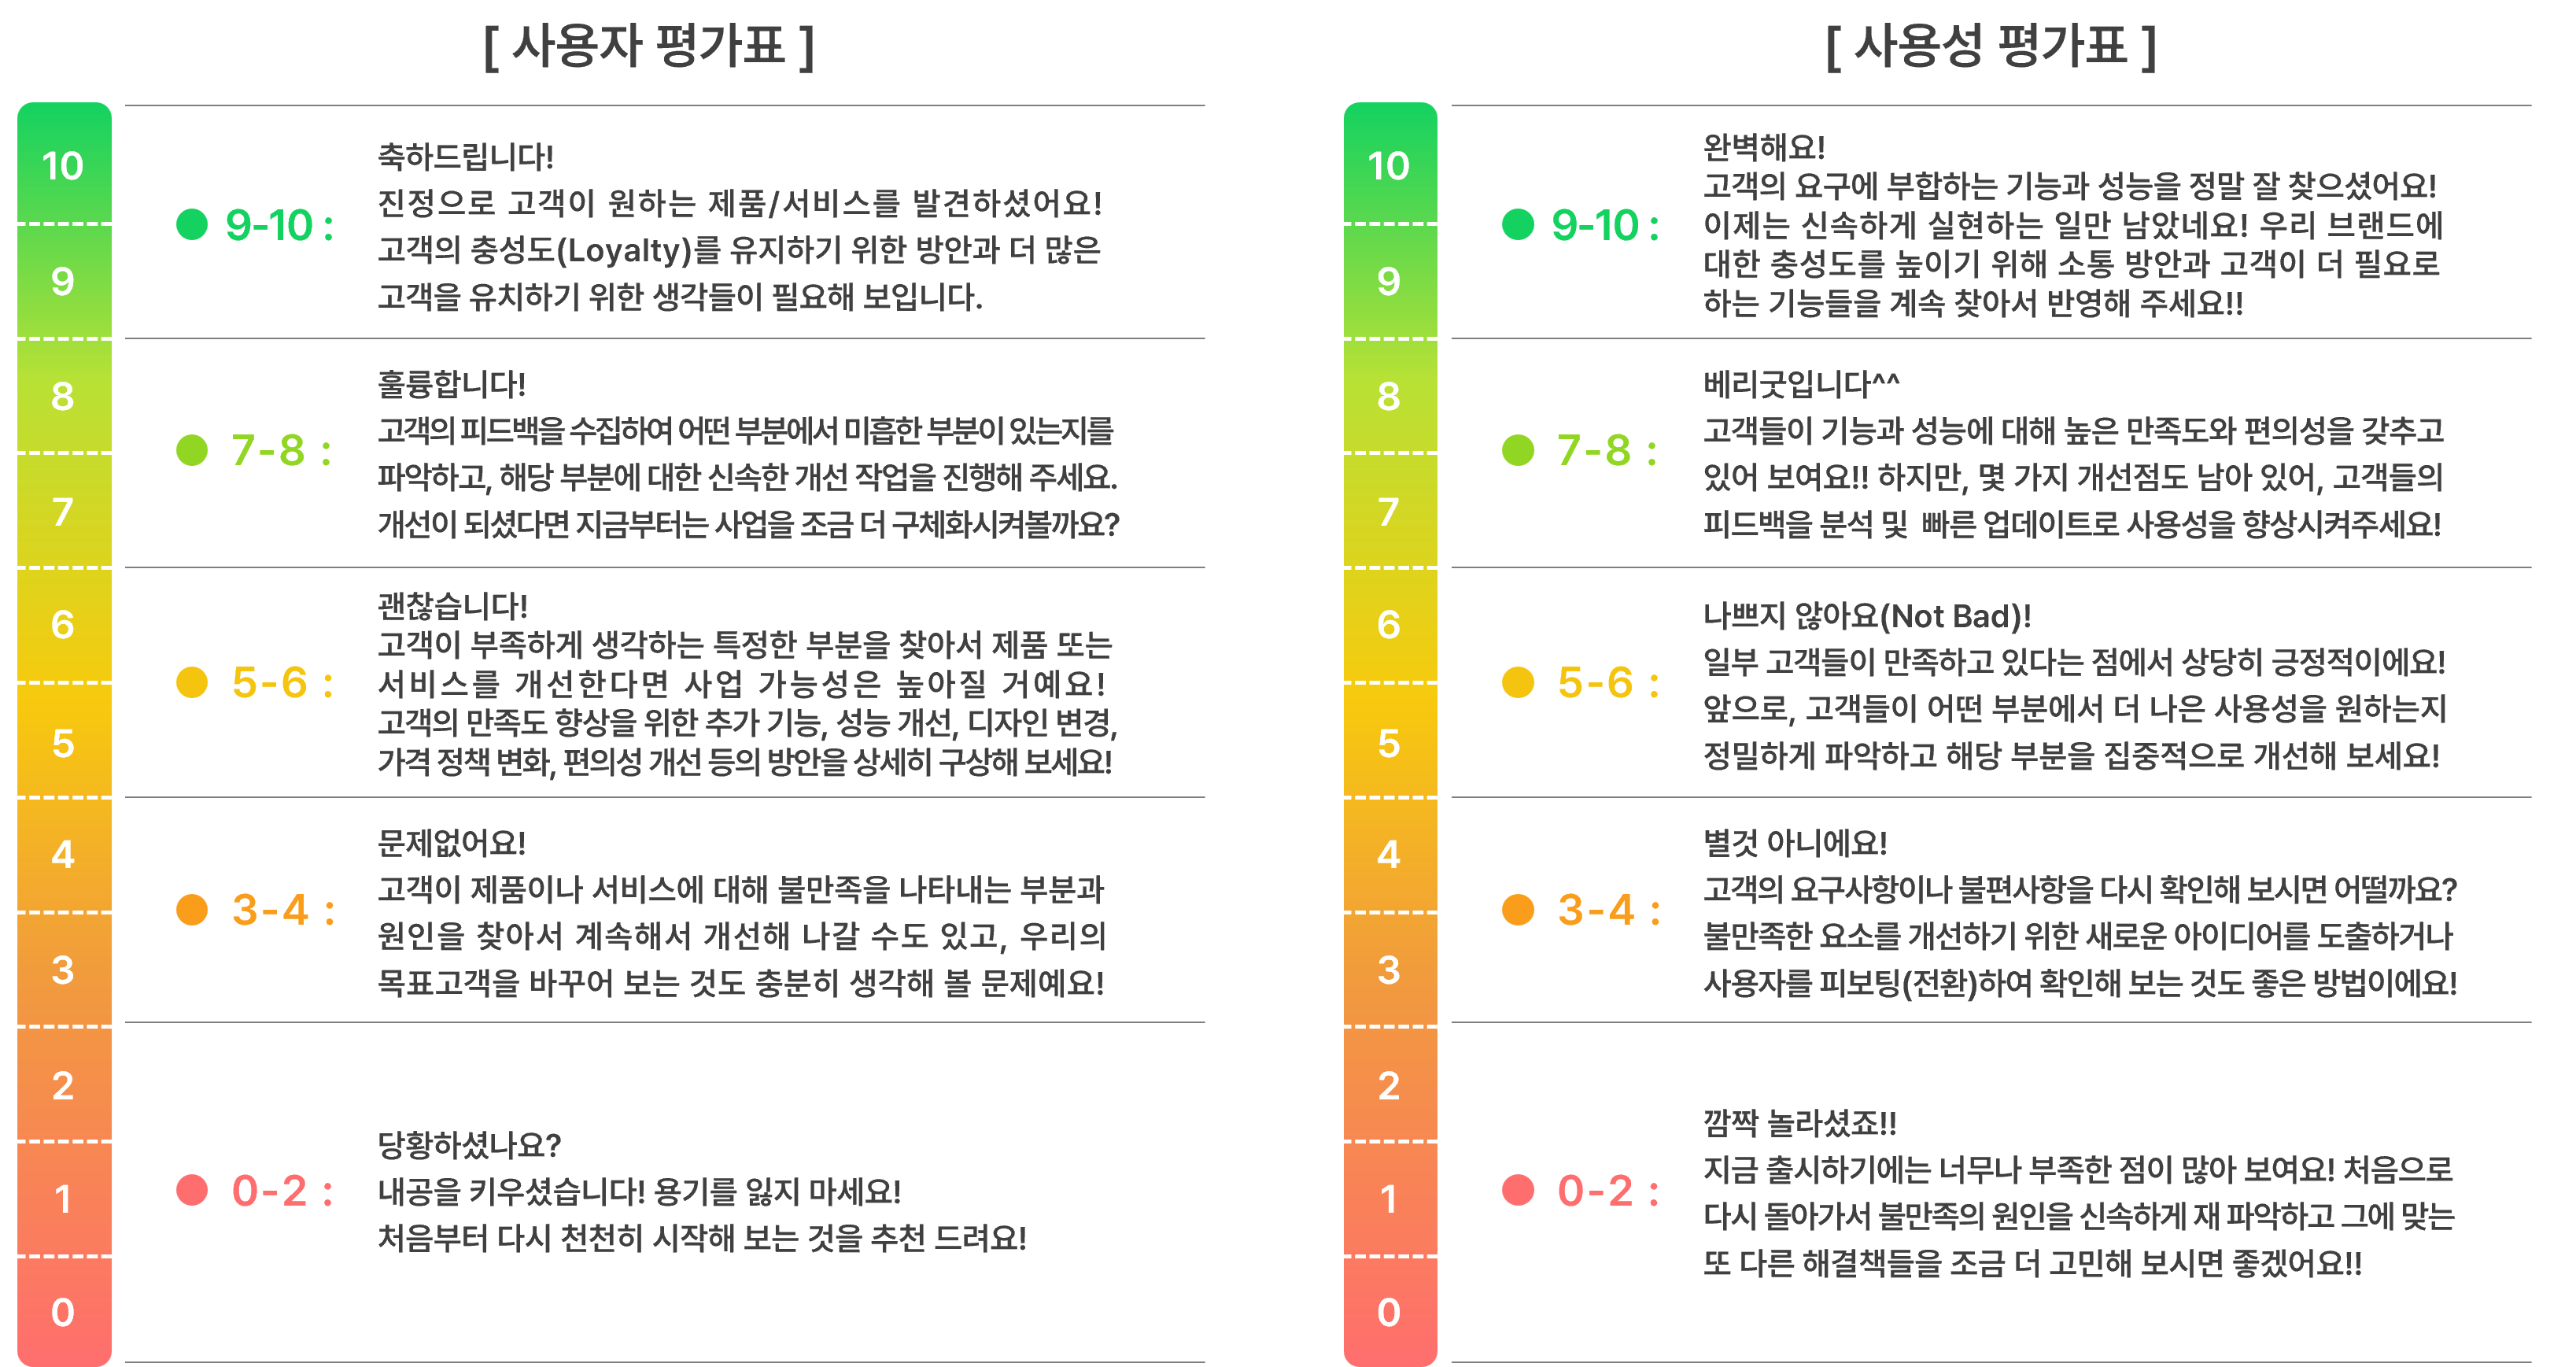 [ 사용자 평가표 ]
10
9
8
7
6
5
4
3
2
1
0
9-10 :
축하드립니다!
진정으로 고객이 원하는 제품/서비스를 발견하셨어요!
고객의 충성도(Loyalty)를 유지하기 위한 방안과 더 많은
고객을 유치하기 위한 생각들이 필요해 보입니다.
7-8 :
훌륭합니다!
고객의 피드백을 수집하여 어떤 부분에서 미흡한 부분이 있는지를
파악하고, 해당 부분에 대한 신속한 개선 작업을 진행해 주세요.
개선이 되셨다면 지금부터는 사업을 조금 더 구체화시켜볼까요?
5-6 :
괜찮습니다!
고객이 부족하게 생각하는 특정한 부분을 찾아서 제품 또는
서비스를 개선한다면 사업 가능성은 높아질 거예요!
고객의 만족도 향상을 위한 추가 기능, 성능 개선, 디자인 변경,
가격 정책 변화, 편의성 개선 등의 방안을 상세히 구상해 보세요!
3-4 :
문제없어요!
고객이 제품이나 서비스에 대해 불만족을 나타내는 부분과
원인을 찾아서 계속해서 개선해 나갈 수도 있고, 우리의
목표고객을 바꾸어 보는 것도 충분히 생각해 볼 문제예요!
0-2 :
당황하셨나요?
내공을 키우셨습니다! 용기를 잃지 마세요!
처음부터 다시 천천히 시작해 보는 것을 추천 드려요!
[ 사용성 평가표 ]
10
9
8
7
6
5
4
3
2
1
0
9-10 :
완벽해요!
고객의 요구에 부합하는 기능과 성능을 정말 잘 찾으셨어요!
이제는 신속하게 실현하는 일만 남았네요! 우리 브랜드에
대한 충성도를 높이기 위해 소통 방안과 고객이 더 필요로
하는 기능들을 계속 찾아서 반영해 주세요!!
7-8 :
베리굿입니다^^
고객들이 기능과 성능에 대해 높은 만족도와 편의성을 갖추고
있어 보여요!! 하지만, 몇 가지 개선점도 남아 있어, 고객들의
피드백을 분석 및 빠른 업데이트로 사용성을 향상시켜주세요!
5-6 :
나쁘지 않아요(Not Bad)!
일부 고객들이 만족하고 있다는 점에서 상당히 긍정적이에요!
앞으로, 고객들이 어떤 부분에서 더 나은 사용성을 원하는지
정밀하게 파악하고 해당 부분을 집중적으로 개선해 보세요!
3-4 :
별것 아니에요!
고객의 요구사항이나 불편사항을 다시 확인해 보시면 어떨까요?
불만족한 요소를 개선하기 위한 새로운 아이디어를 도출하거나
사용자를 피보팅(전환)하여 확인해 보는 것도 좋은 방법이에요!
0-2 :
깜짝 놀라셨죠!!
지금 출시하기에는 너무나 부족한 점이 많아 보여요! 처음으로
다시 돌아가서 불만족의 원인을 신속하게 재 파악하고 그에 맞는
또 다른 해결책들을 조금 더 고민해 보시면 좋겠어요!!